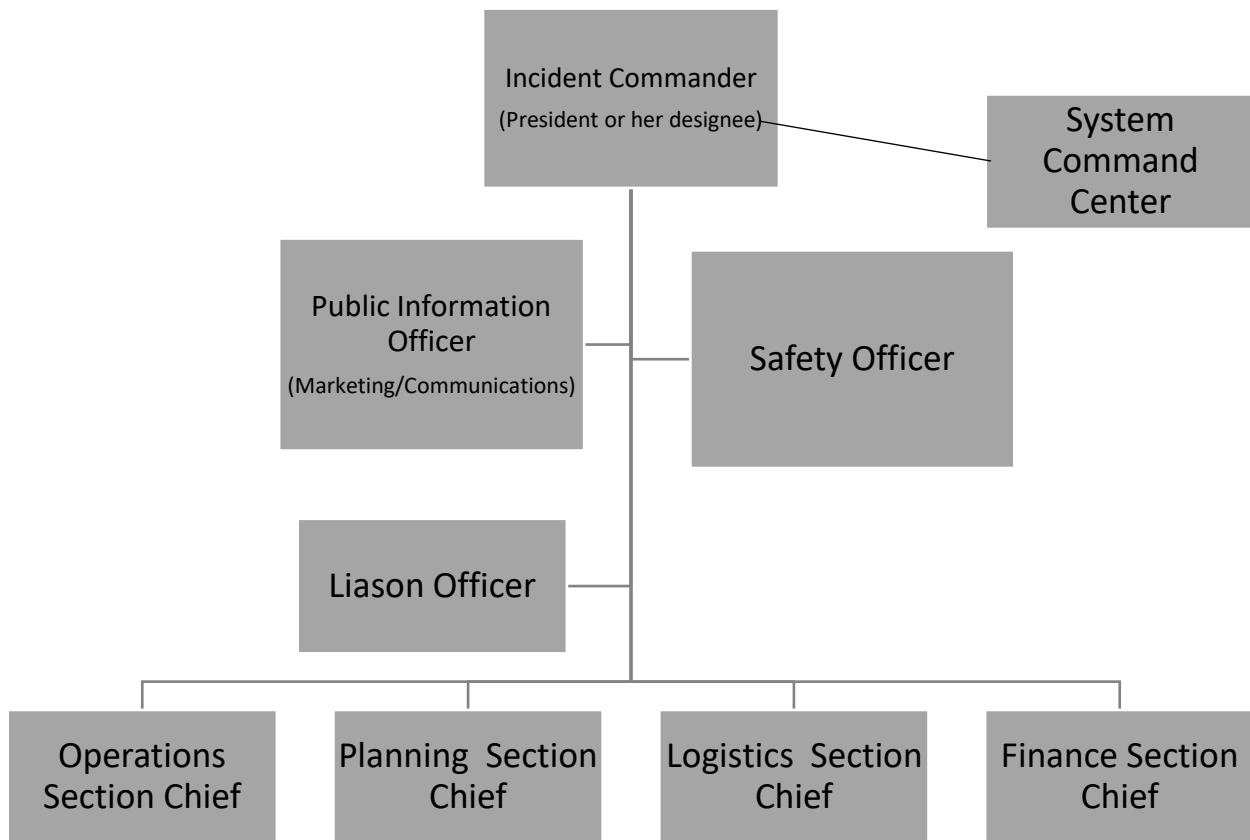 Incident Commander
(President or her designee)
System
Command
Center
Public Information
Officer
(Marketing/Communications)
Safety Officer
Liason Officer
Operations
Section Chief
Planning  Section
Chief
Logistics  Section
Chief
Finance Section
Chief